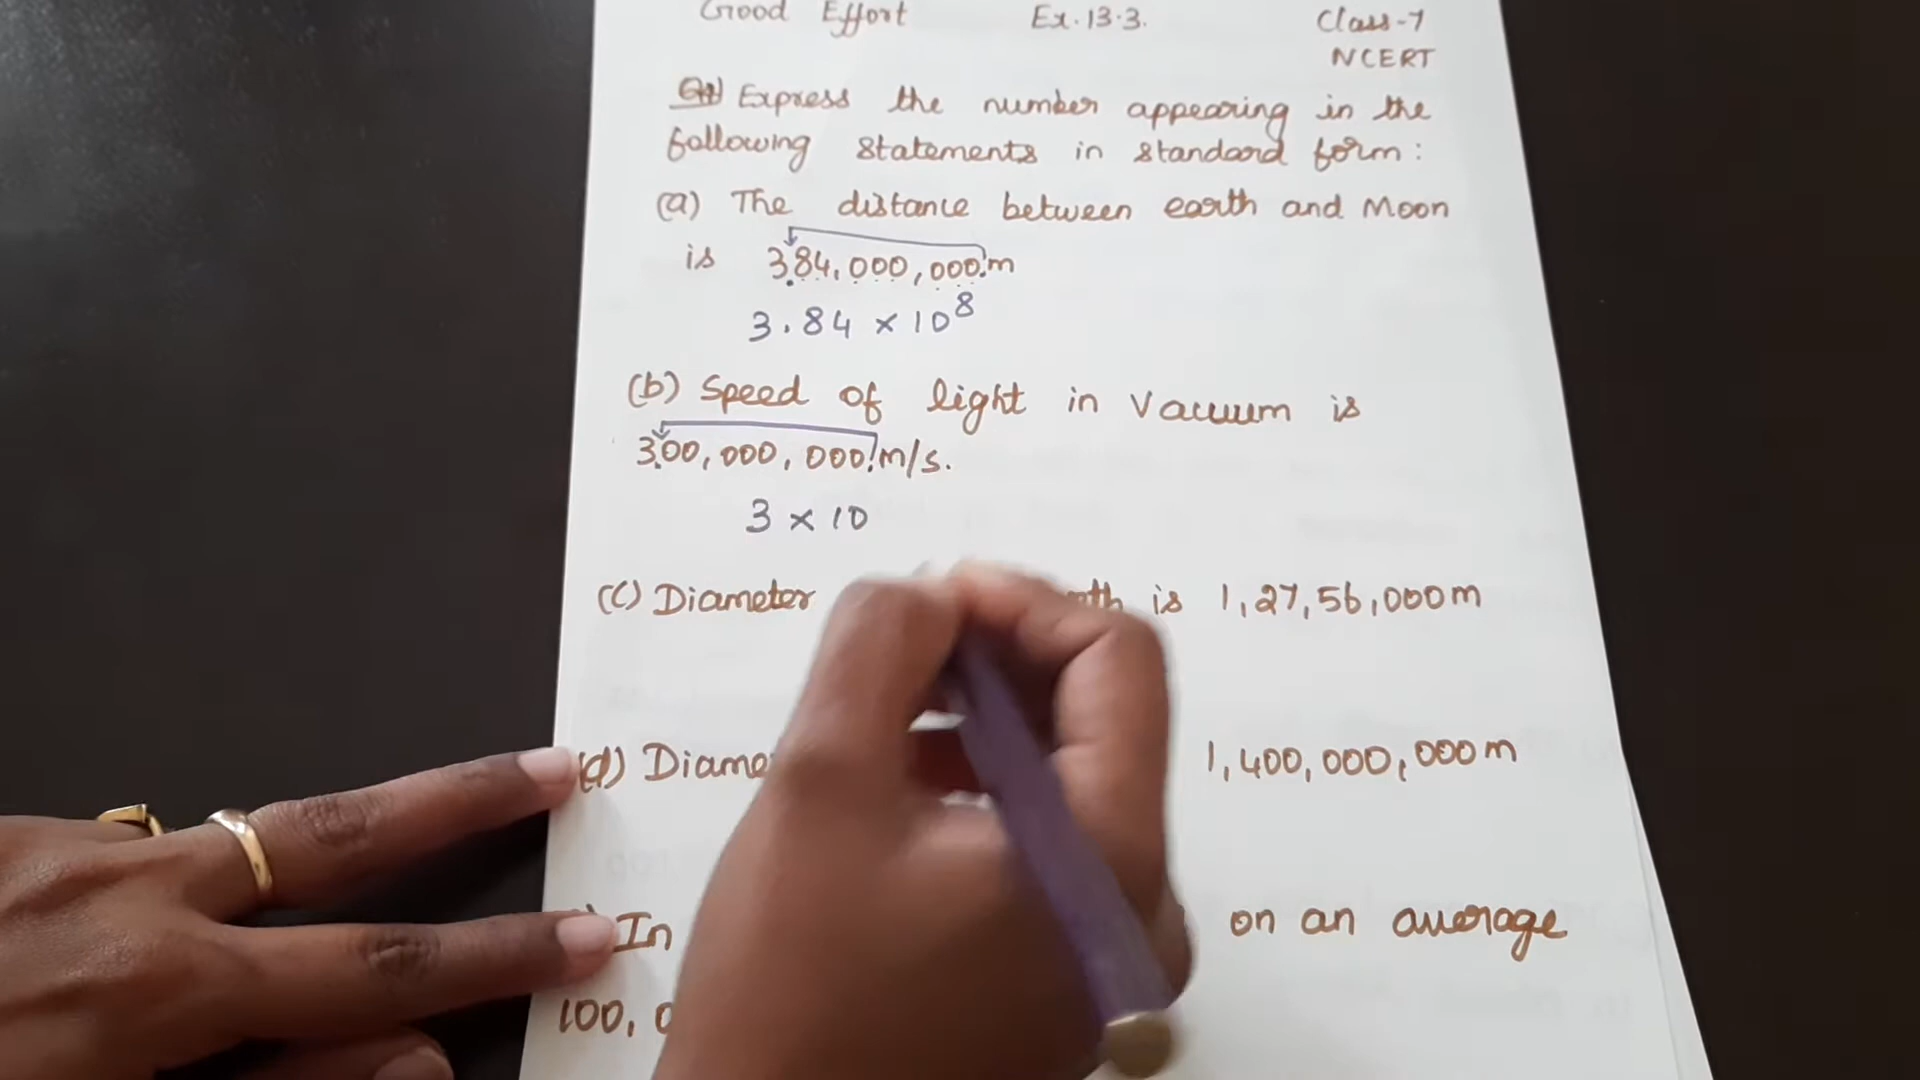 Good Effort Ex. 13.3. Class-7
NCERT
Q4) Express the number appearing in the
following statements in standard form:
(a) The distance between earth and Moon
is 384,000,000.m
3.84 × 10⁸
(b) Speed of light in Vacuum is
300,000,000.m/s.
3 × 10
(c) Diameter is 1,27,56,000m
(d) 1,400,000,000m
In on an average
100,